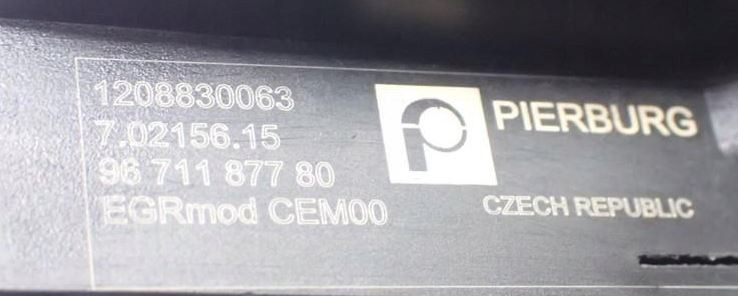 1208830063
7.02156.15
96 711 877 80
EGRmod CEM00
PIERBURG
CZECH REPUBLIC